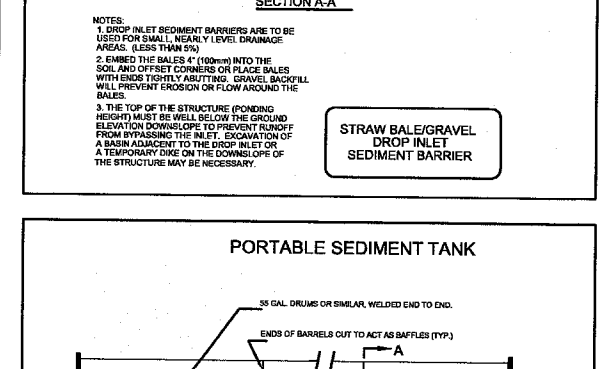 SECTION A-A
NOTES:
1. DROP INLET SEDIMENT BARRIERS ARE TO BE
USED FOR SMALL, NEARLY LEVEL DRAINAGE
AREAS. (LESS THAN 5%)
2. EMBED THE BALES 4" (100mm) INTO THE
SOIL AND OFFSET CORNERS OR PLACE BALES
WITH ENDS TIGHTLY ABUTTING. GRAVEL BACKFILL
WILL PREVENT EROSION OR FLOW AROUND THE
BALES.
3. THE TOP OF THE STRUCTURE (PONDING
HEIGHT) MUST BE WELL BELOW THE GROUND
ELEVATION DOWNSLOPE TO PREVENT RUNOFF
FROM BYPASSING THE INLET. EXCAVATION OF
A BASIN ADJACENT TO THE DROP INLET OR
A TEMPORARY DIKE ON THE DOWNSLOPE OF
THE STRUCTURE MAY BE NECESSARY.
STRAW BALE/GRAVEL
DROP INLET
SEDIMENT BARRIER
PORTABLE SEDIMENT TANK
55 GAL. DRUMS OR SIMILAR, WELDED END TO END.
ENDS OF BARRELS CUT TO ACT AS BAFFLES (TYP.)
A